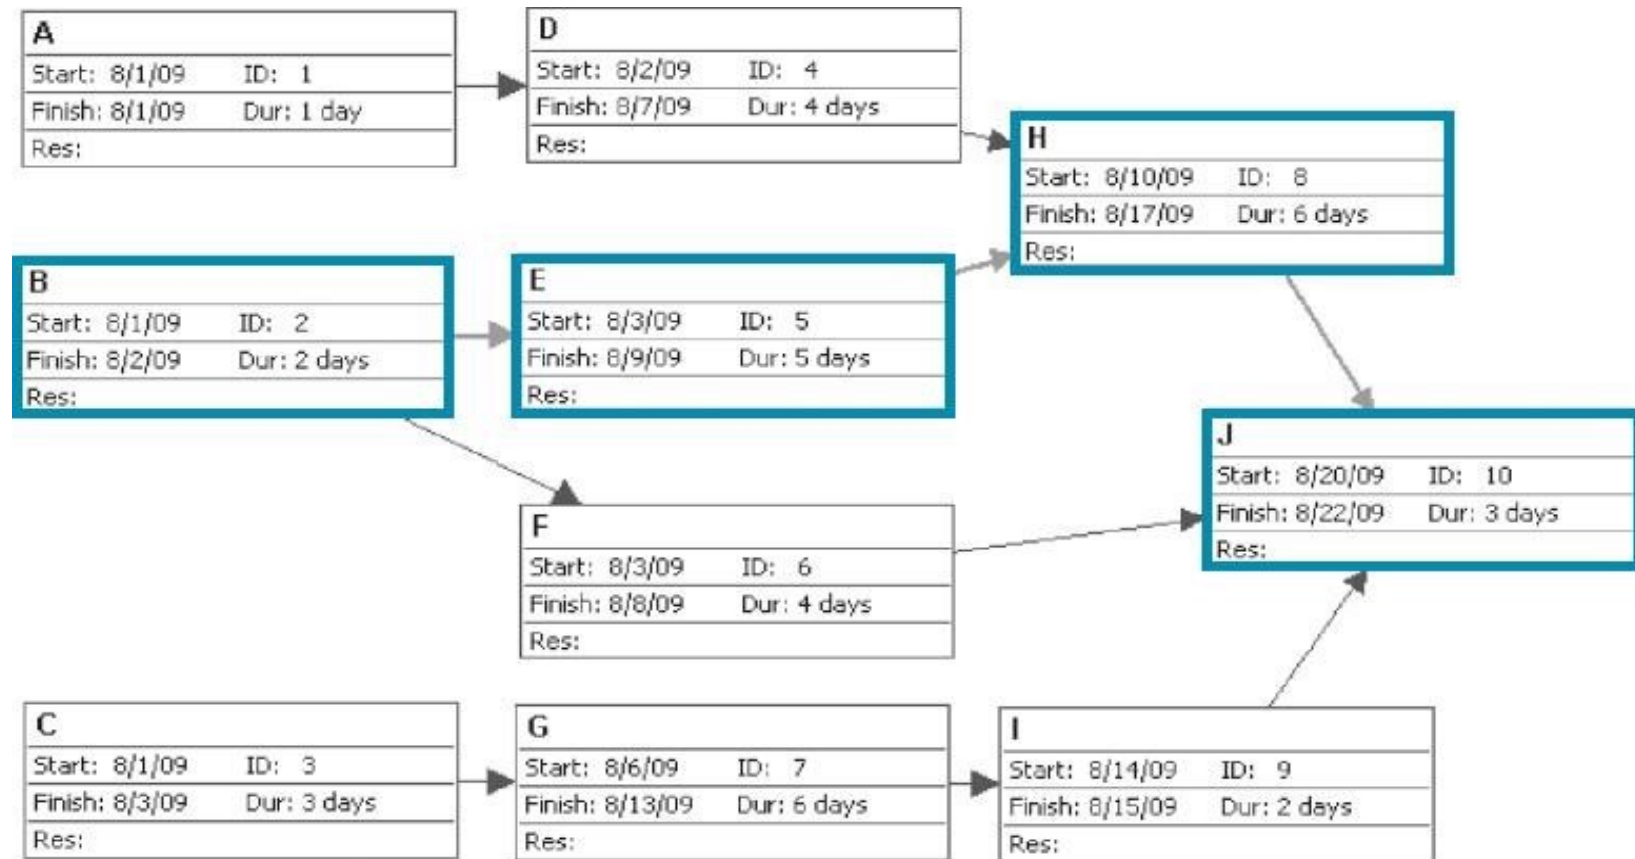 A
Start: 8/1/09 ID: 1
Finish: 8/1/09 Dur: 1 day
Res:
D
Start: 8/2/09 ID: 4
Finish: 8/7/09 Dur: 4 days
Res:
H
Start: 8/10/09 ID: 8
Finish: 8/17/09 Dur: 6 days
Res:
B
Start: 8/1/09 ID: 2
Finish: 8/2/09 Dur: 2 days
Res:
E
Start: 8/3/09 ID: 5
Finish: 8/9/09 Dur: 5 days
Res:
J
Start: 8/20/09 ID: 10
Finish: 8/22/09 Dur: 3 days
Res:
F
Start: 8/3/09 ID: 6
Finish: 8/8/09 Dur: 4 days
Res:
C
Start: 8/1/09 ID: 3
Finish: 8/3/09 Dur: 3 days
Res:
G
Start: 8/6/09 ID: 7
Finish: 8/13/09 Dur: 6 days
Res:
I
Start: 8/14/09 ID: 9
Finish: 8/15/09 Dur: 2 days
Res: